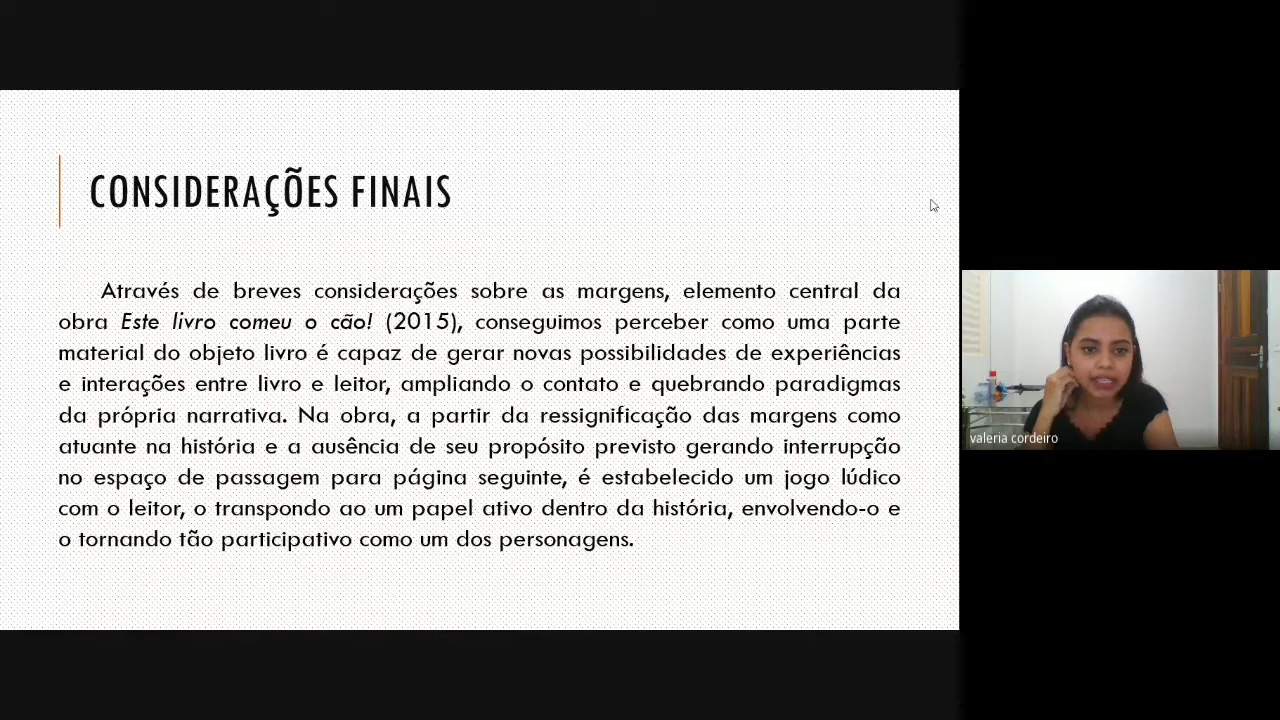 CONSIDERAÇÕES FINAIS
Através de breves considerações sobre as margens, elemento central da
obra Este livro comeu o cão! (2015), conseguimos perceber como uma parte
material do objeto livro é capaz de gerar novas possibilidades de experiências
e interações entre livro e leitor, ampliando o contato e quebrando paradigmas
da própria narrativa. Na obra, a partir da ressignificação das margens como
atuante na história e a ausência de seu propósito previsto gerando interrupção
no espaço de passagem para página seguinte, é estabelecido um jogo lúdico
com o leitor, o transpondo ao um papel ativo dentro da história, envolvendo-o e
o tornando tão participativo como um dos personagens.
valeria cordeiro